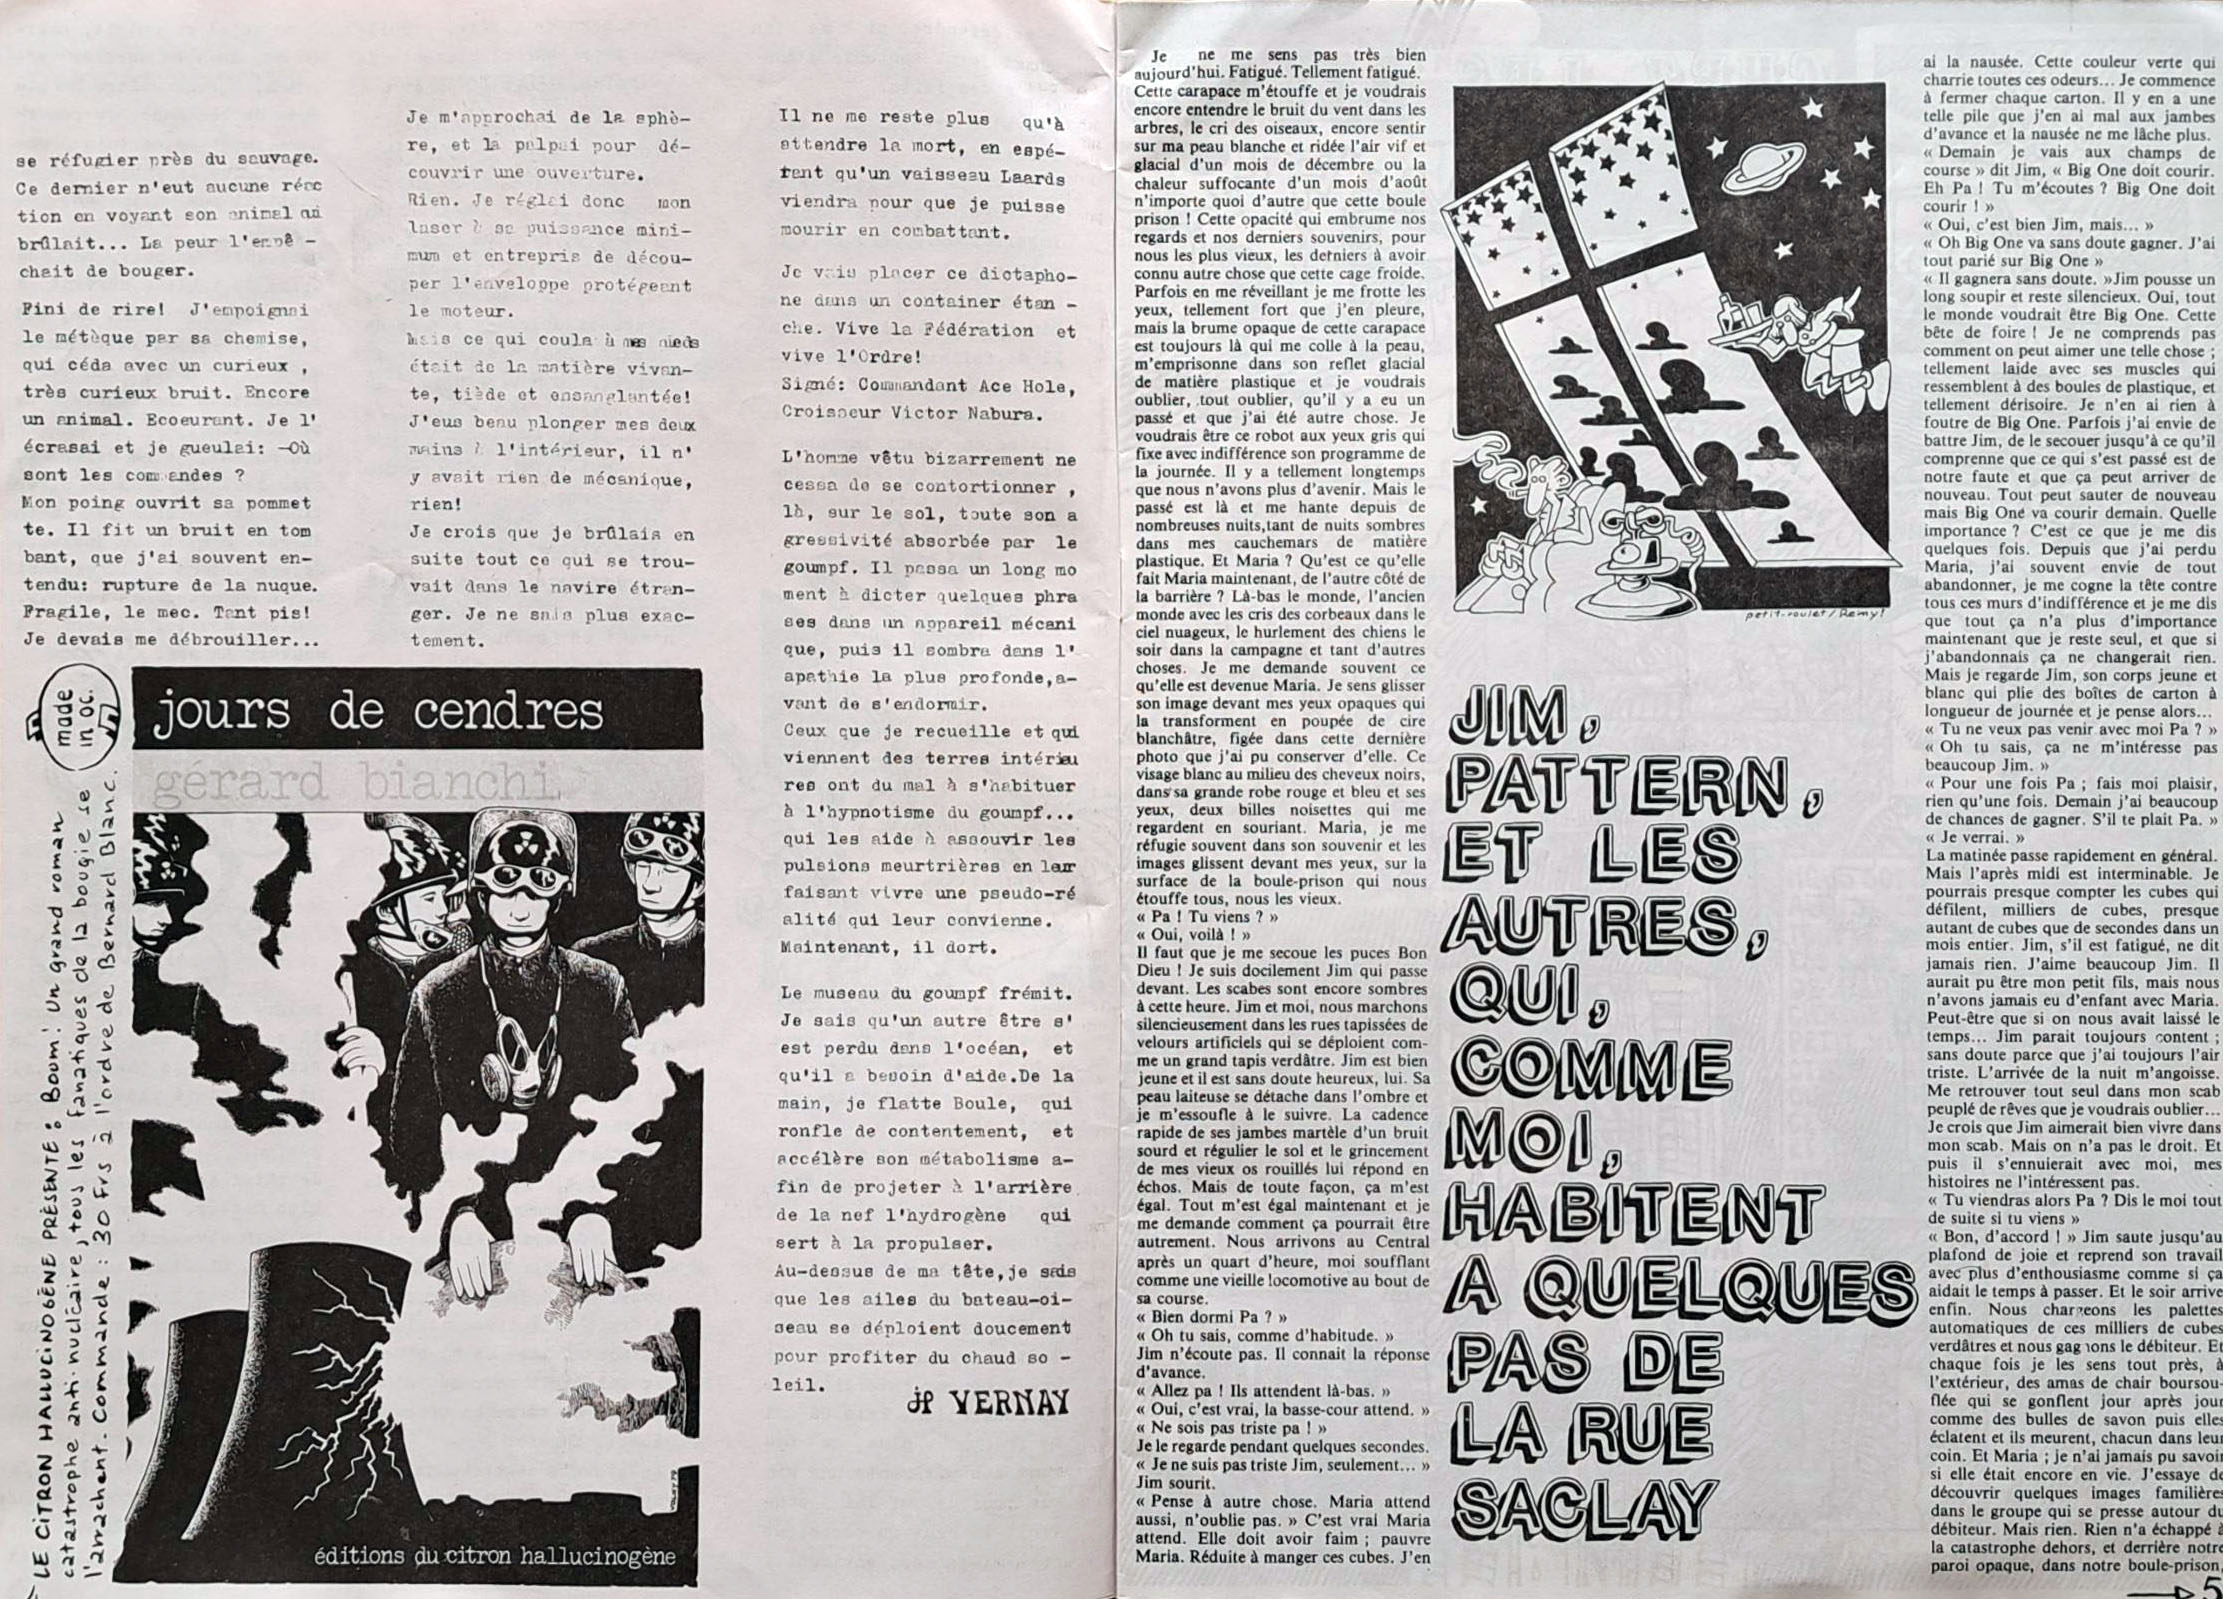 se réfugier près du sauvage.
Ce dernier n'eut aucune réac
tion en voyant son animal qui
brûlait... La peur l'empê -
chait de bouger.
Fini de rire! J'empoignai
le métèque par sa chemise,
qui céda avec un curieux ,
très curieux bruit. Encore
un animal. Ecoeurant. Je l'
écrasai et je gueulai: —Où
sont les commandes ?
Mon poing ouvrit sa pommet
te. Il fit un bruit en tom
bant, que j'ai souvent en-
tendu: rupture de la nuque.
Fragile, le mec. Tant pis!
Je devais me débrouiller...
Je m'approchai de la sphè-
re, et la palpai pour dé-
couvrir une ouverture.
Rien. Je réglai donc mon
laser à sa puissance mini-
mum et entrepris de décou-
per l'enveloppe protégeant
le moteur.
Mais ce qui coula à mes pieds
était de la matière vivan-
te, tiède et ensanglantée!
J'eus beau plonger mes deux
mains à l'intérieur, il n'
y avait rien de mécanique,
rien!
Je crois que je brûlais en
suite tout ce qui se trou-
vait dans le navire étran-
ger. Je ne sais plus exac-
tement.
made
in oc.
LE CITRON HALLUCINOGÈNE PRÉSENTE : Boum! Un grand roman
catastrophe anti-nucléaire, tous les fanatiques de la bougie se
l'arrachent. Commande : 30 Frs à l'ordre de Bernard Blanc.
jours de cendres
gérard bianchi
VOLNY 79
éditions du citron hallucinogène
Il ne me reste plus qu'à
attendre la mort, en espé-
rant qu'un vaisseau Laards
viendra pour que je puisse
mourir en combattant.
Je vais placer ce dictapho-
ne dans un container étan -
che. Vive la Fédération et
vive l'Ordre!
Signé: Commandant Ace Hole,
Croiseur Victor Nabura.
L'homme vêtu bizarrement ne
cessa de se contortionner ,
là, sur le sol, toute son a
gressivité absorbée par le
goumpf. Il passa un long mo
ment à dicter quelques phra
ses dans un appareil mécani
que, puis il sombra dans l'
apathie la plus profonde,a-
vant de s'endormir.
Ceux que je recueille et qui
viennent des terres intérieu
res ont du mal à s'habituer
à l'hypnotisme du goumpf...
qui les aide à assouvir les
pulsions meurtrières en leur
faisant vivre une pseudo-ré
alité qui leur convienne.
Maintenant, il dort.
Le museau du goumpf frémit.
Je sais qu'un autre être s'
est perdu dans l'océan, et
qu'il a besoin d'aide.De la
main, je flatte Boule, qui
ronfle de contentement, et
accélère son métabolisme a-
fin de projeter à l'arrière
de la nef l'hydrogène qui
sert à la propulser.
Au-dessus de ma tête,je sais
que les ailes du bateau-oi-
seau se déploient doucement
pour profiter du chaud so -
leil.
jp VERNAY
Je ne me sens pas très bien
aujourd'hui. Fatigué. Tellement fatigué.
Cette carapace m'étouffe et je voudrais
encore entendre le bruit du vent dans les
arbres, le cri des oiseaux, encore sentir
sur ma peau blanche et ridée l'air vif et
glacial d'un mois de décembre ou la
chaleur suffocante d'un mois d'août
n'importe quoi d'autre que cette boule
prison ! Cette opacité qui embrume nos
regards et nos derniers souvenirs, pour
nous les plus vieux, les derniers à avoir
connu autre chose que cette cage froide.
Parfois en me réveillant je me frotte les
yeux, tellement fort que j'en pleure,
mais la brume opaque de cette carapace
est toujours là qui me colle à la peau,
m'emprisonne dans son reflet glacial
de matière plastique et je voudrais
oublier, tout oublier, qu'il y a eu un
passé et que j'ai été autre chose. Je
voudrais être ce robot aux yeux gris qui
fixe avec indifférence son programme de
la journée. Il y a tellement longtemps
que nous n'avons plus d'avenir. Mais le
passé est là et me hante depuis de
nombreuses nuits,tant de nuits sombres
dans mes cauchemars de matière
plastique. Et Maria ? Qu'est ce qu'elle
fait Maria maintenant, de l'autre côté de
la barrière ? Là-bas le monde, l'ancien
monde avec les cris des corbeaux dans le
ciel nuageux, le hurlement des chiens le
soir dans la campagne et tant d'autres
choses. Je me demande souvent ce
qu'elle est devenue Maria. Je sens glisser
son image devant mes yeux opaques qui
la transforment en poupée de cire
blanchâtre, figée dans cette dernière
photo que j'ai pu conserver d'elle. Ce
visage blanc au milieu des cheveux noirs,
dans sa grande robe rouge et bleu et ses
yeux, deux billes noisettes qui me
regardent en souriant. Maria, je me
réfugie souvent dans son souvenir et les
images glissent devant mes yeux, sur la
surface de la boule-prison qui nous
étouffe tous, nous les vieux.
« Pa ! Tu viens ? »
« Oui, voilà ! »
Il faut que je me secoue les puces Bon
Dieu ! Je suis docilement Jim qui passe
devant. Les scabes sont encore sombres
à cette heure. Jim et moi, nous marchons
silencieusement dans les rues tapissées de
velours artificiels qui se déploient com-
me un grand tapis verdâtre. Jim est bien
jeune et il est sans doute heureux, lui. Sa
peau laiteuse se détache dans l'ombre et
je m'essoufle à le suivre. La cadence
rapide de ses jambes martèle d'un bruit
sourd et régulier le sol et le grincement
de mes vieux os rouillés lui répond en
échos. Mais de toute façon, ça m'est
égal. Tout m'est égal maintenant et je
me demande comment ça pourrait être
autrement. Nous arrivons au Central
après un quart d'heure, moi soufflant
comme une vieille locomotive au bout de
sa course.
« Bien dormi Pa ? »
« Oh tu sais, comme d'habitude. »
Jim n'écoute pas. Il connait la réponse
d'avance.
« Allez pa ! Ils attendent là-bas. »
« Oui, c'est vrai, la basse-cour attend. »
« Ne sois pas triste pa ! »
Je le regarde pendant quelques secondes.
« Je ne suis pas triste Jim, seulement... »
Jim sourit.
« Pense à autre chose. Maria attend
aussi, n'oublie pas. » C'est vrai Maria
attend. Elle doit avoir faim ; pauvre
Maria. Réduite à manger ces cubes. J'en
petit-roulet/Remy!
JIM,
PATTERN,
ET LES
AUTRES,
QUI,
COMME
MOI,
HABITENT
A QUELQUES
PAS DE
LA RUE
SACLAY
ai la nausée. Cette couleur verte qui
charrie toutes ces odeurs... Je commence
à fermer chaque carton. Il y en a une
telle pile que j'en ai mal aux jambes
d'avance et la nausée ne me lâche plus.
« Demain je vais aux champs de
course » dit Jim, « Big One doit courir.
Eh Pa ! Tu m'écoutes ? Big One doit
courir ! »
« Oui, c'est bien Jim, mais... »
« Oh Big One va sans doute gagner. J'ai
tout parié sur Big One »
« Il gagnera sans doute. »Jim pousse un
long soupir et reste silencieux. Oui, tout
le monde voudrait être Big One. Cette
bête de foire ! Je ne comprends pas
comment on peut aimer une telle chose ;
tellement laide avec ses muscles qui
ressemblent à des boules de plastique, et
tellement dérisoire. Je n'en ai rien à
foutre de Big One. Parfois j'ai envie de
battre Jim, de le secouer jusqu'à ce qu'il
comprenne que ce qui s'est passé est de
notre faute et que ça peut arriver de
nouveau. Tout peut sauter de nouveau
mais Big One va courir demain. Quelle
importance ? C'est ce que je me dis
quelques fois. Depuis que j'ai perdu
Maria, j'ai souvent envie de tout
abandonner, je me cogne la tête contre
tous ces murs d'indifférence et je me dis
que tout ça n'a plus d'importance
maintenant que je reste seul, et que si
j'abandonnais ça ne changerait rien.
Mais je regarde Jim, son corps jeune et
blanc qui plie des boîtes de carton à
longueur de journée et je pense alors...
« Tu ne veux pas venir avec moi Pa ? »
« Oh tu sais, ça ne m'intéresse pas
beaucoup Jim. »
« Pour une fois Pa ; fais moi plaisir,
rien qu'une fois. Demain j'ai beaucoup
de chances de gagner. S'il te plait Pa. »
« Je verrai. »
La matinée passe rapidement en général.
Mais l'après midi est interminable. Je
pourrais presque compter les cubes qui
défilent, milliers de cubes, presque
autant de cubes que de secondes dans un
mois entier. Jim, s'il est fatigué, ne dit
jamais rien. J'aime beaucoup Jim. Il
aurait pu être mon petit fils, mais nous
n'avons jamais eu d'enfant avec Maria.
Peut-être que si on nous avait laissé le
temps... Jim parait toujours content ;
sans doute parce que j'ai toujours l'air
triste. L'arrivée de la nuit m'angoisse.
Me retrouver tout seul dans mon scab
peuplé de rêves que je voudrais oublier...
Je crois que Jim aimerait bien vivre dans
mon scab. Mais on n'a pas le droit. Et
puis il s'ennuierait avec moi, mes
histoires ne l'intéressent pas.
« Tu viendras alors Pa ? Dis le moi tout
de suite si tu viens »
« Bon, d'accord ! » Jim saute jusqu'au
plafond de joie et reprend son travail
avec plus d'enthousiasme comme si ça
aidait le temps à passer. Et le soir arrive
enfin. Nous chargeons les palettes
automatiques de ces milliers de cubes
verdâtres et nous gagnons le débiteur. Et
chaque fois je les sens tout près, à
l'extérieur, des amas de chair boursou-
flée qui se gonflent jour après jour
comme des bulles de savon puis elles
éclatent et ils meurent, chacun dans leur
coin. Et Maria ; je n'ai jamais pu savoir
si elle était encore en vie. J'essaye de
découvrir quelques images familières
dans le groupe qui se presse autour du
débiteur. Mais rien. Rien n'a échappé à
la catastrophe dehors, et derrière notre
paroi opaque, dans notre boule-prison,
5